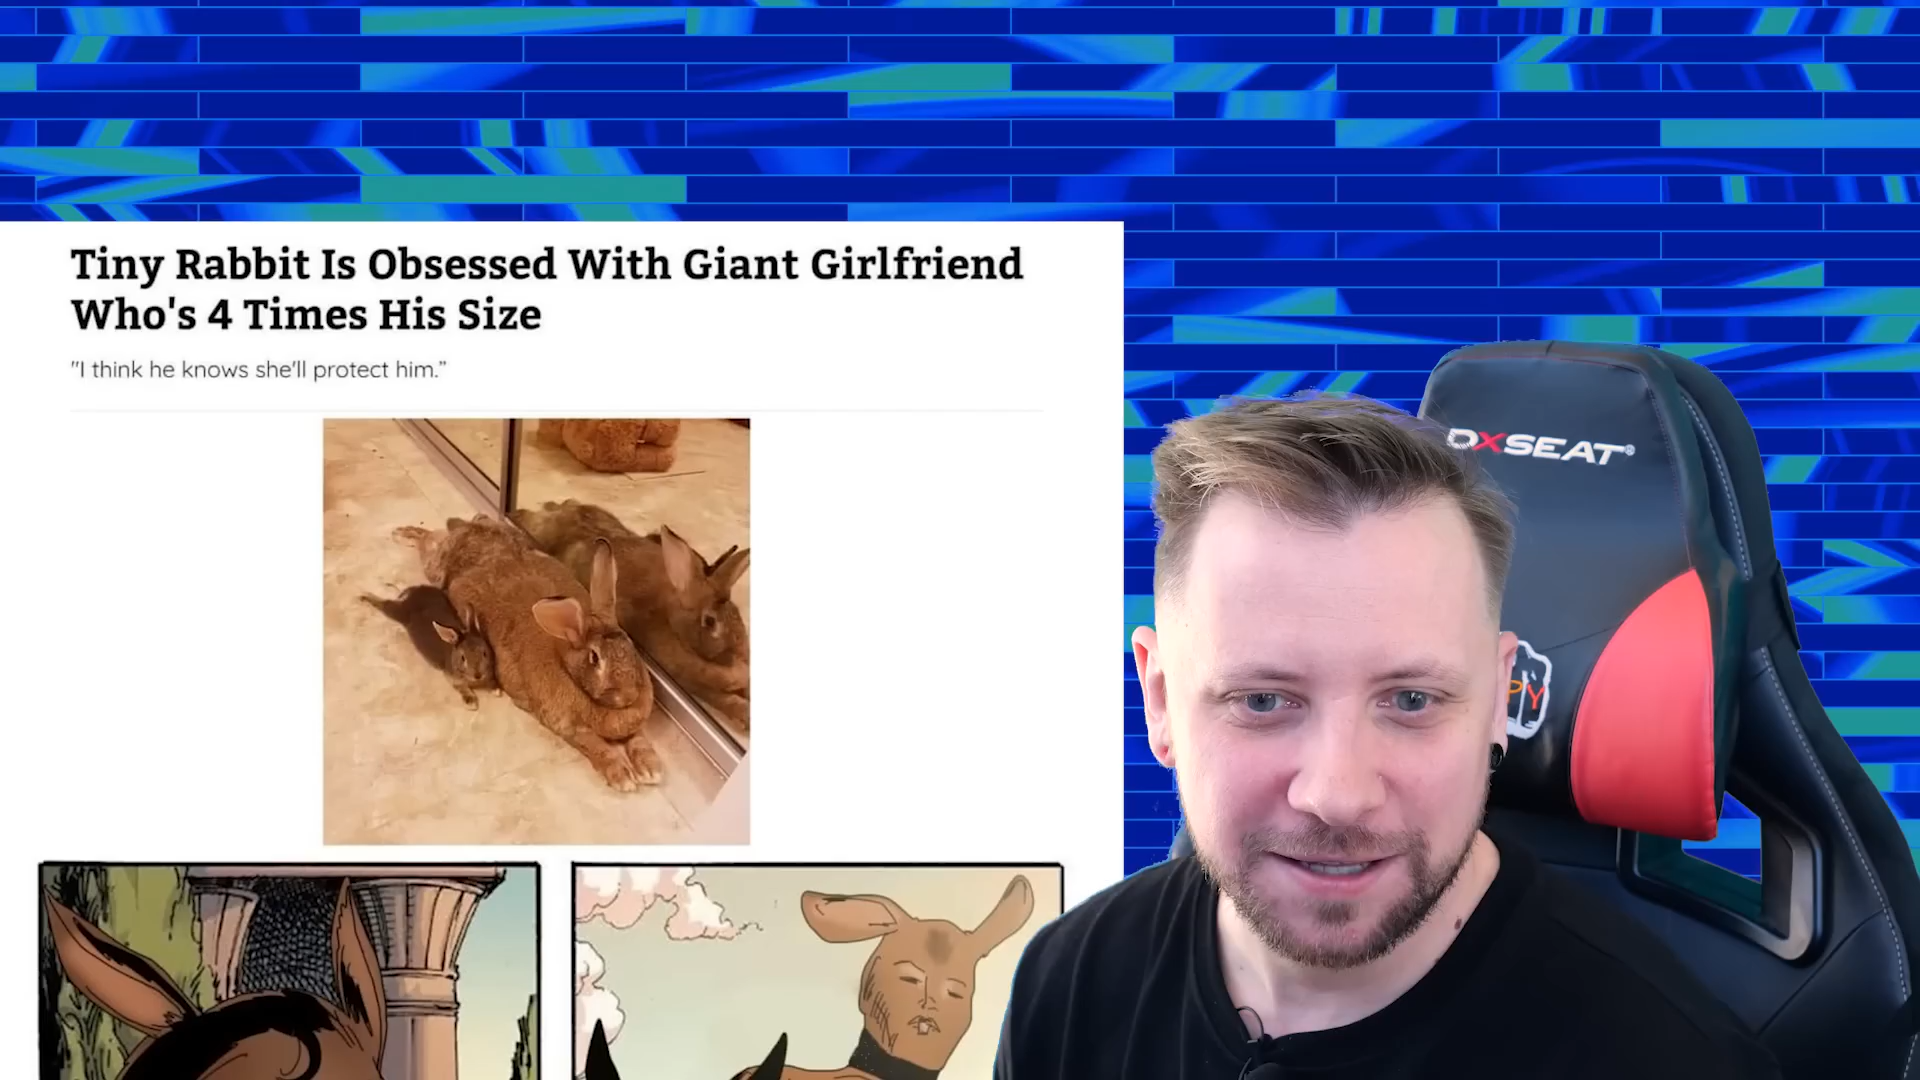 Tiny Rabbit Is Obsessed With Giant Girlfriend
Who's 4 Times His Size
"I think he knows she'll protect him."
DXSEAT®
PY